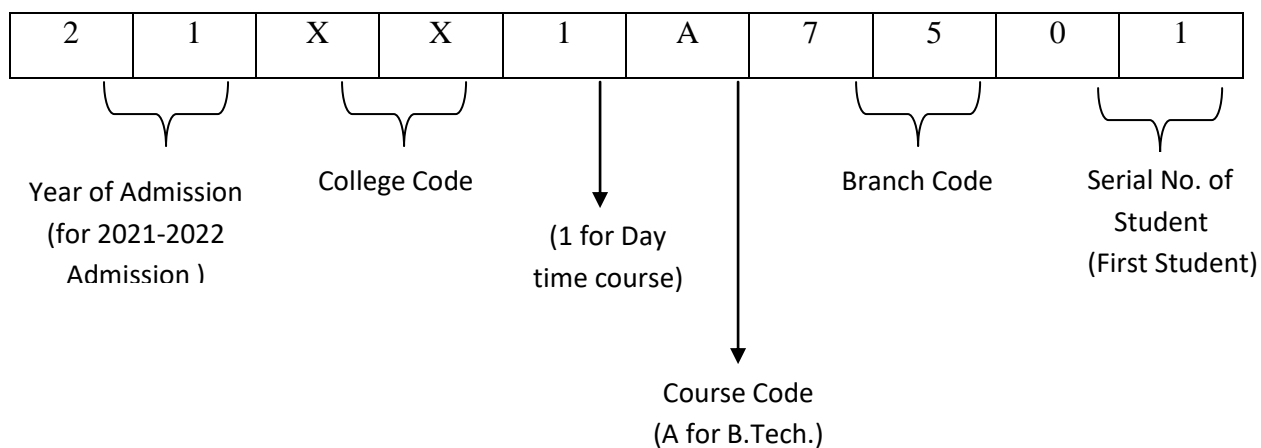 2 1 X X 1 A 7 5 0 1
Year of Admission
(for 2021-2022
Admission )
College Code
(1 for Day
time course)
Course Code
(A for B.Tech.)
Branch Code
Serial No. of
Student
(First Student)